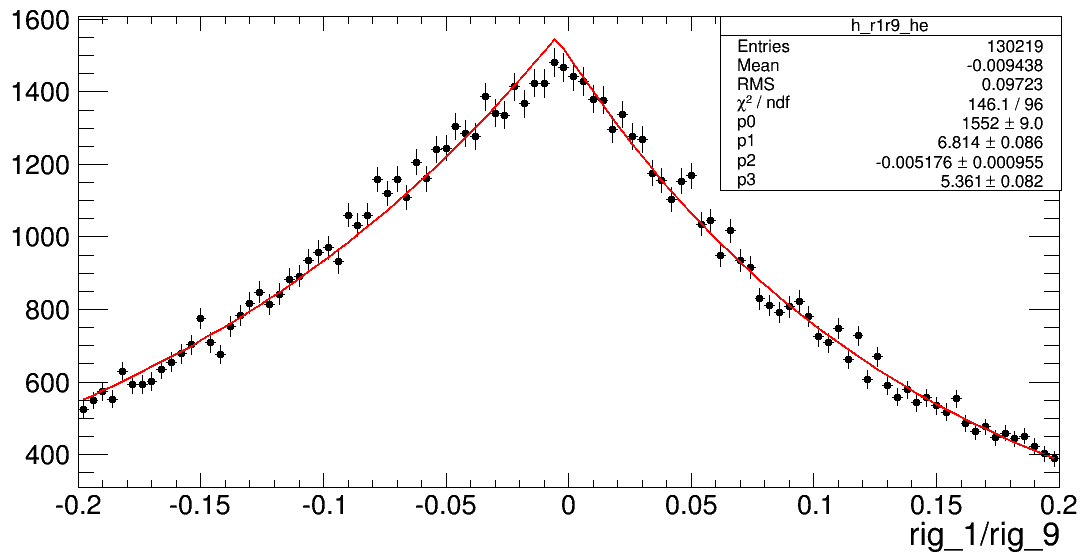 h_r1r9_he
Entries 130219
Mean -0.009438
RMS 0.09723
χ² / ndf 146.1 / 96
p0 1552 ± 9.0
p1 6.814 ± 0.086
p2 -0.005176 ± 0.000955
p3 5.361 ± 0.082
1600
1400
1200
1000
800
600
400
-0.2 -0.15 -0.1 -0.05 0 0.05 0.1 0.15 0.2
rig_1/rig_9